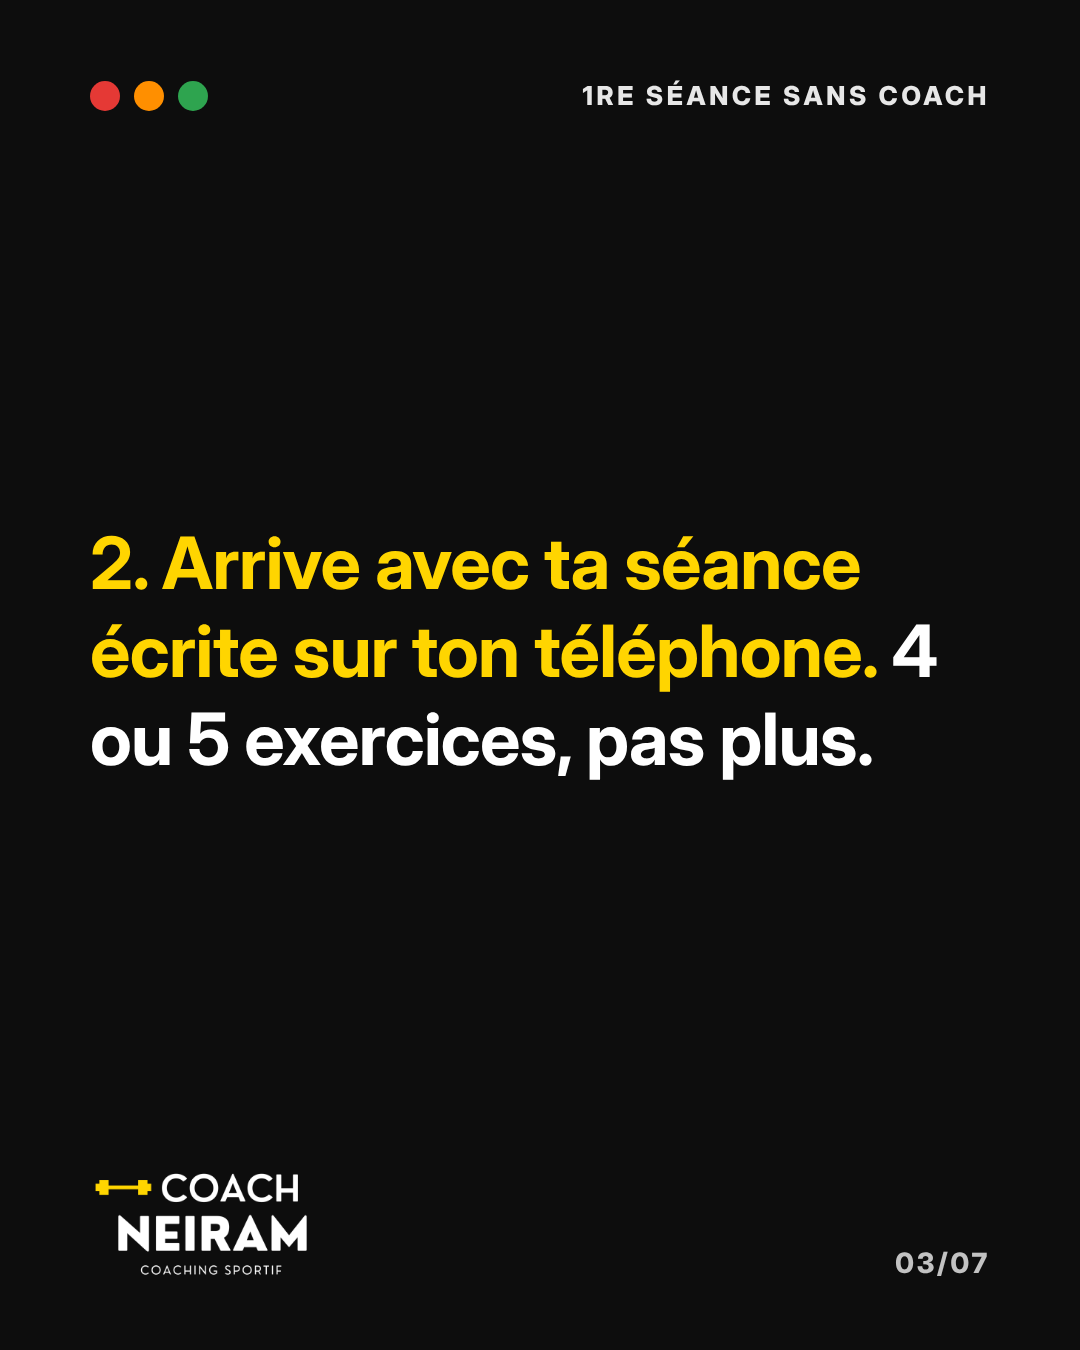 1RE SÉANCE SANS COACH
2. Arrive avec ta séance
écrite sur ton téléphone. 4
ou 5 exercices, pas plus.
COACH
NEIRAM
COACHING SPORTIF
03/07